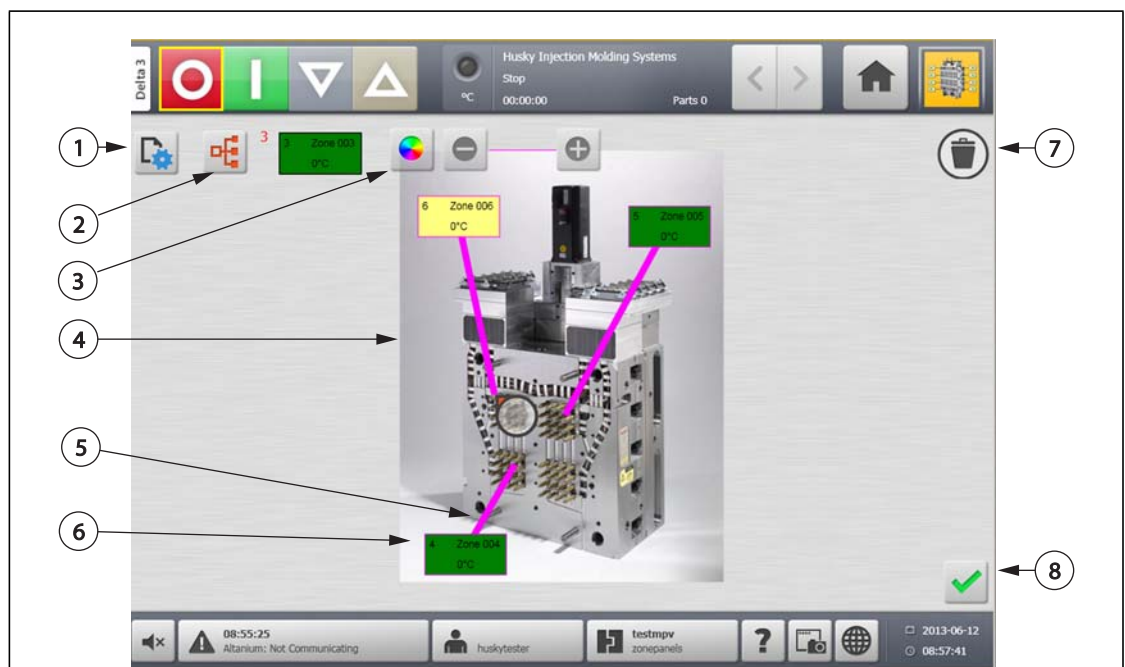 Delta 3
°C
Husky Injection Molding Systems
Stop
00:00:00
Parts 0
1
2
3
4
5
6
7
8
3
3 Zone 003
0°C
6 Zone 006
0°C
5 Zone 005
0°C
4 Zone 004
0°C
08:55:25
Altanium: Not Communicating
huskytester
testmpv
zonepanels
?
2013-06-12
08:57:41